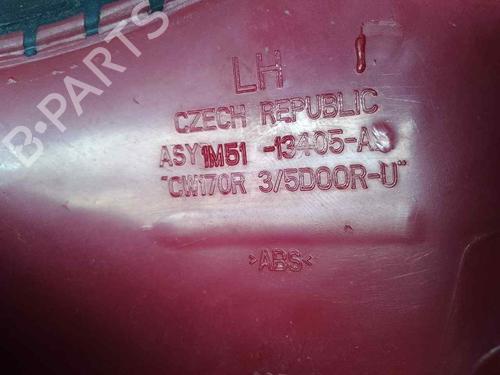 B-PARTS
LH
CZECH REPUBLIC
ASY 1M51 -13405-A
"CW170R 3/5DOOR-U"
>ABS<